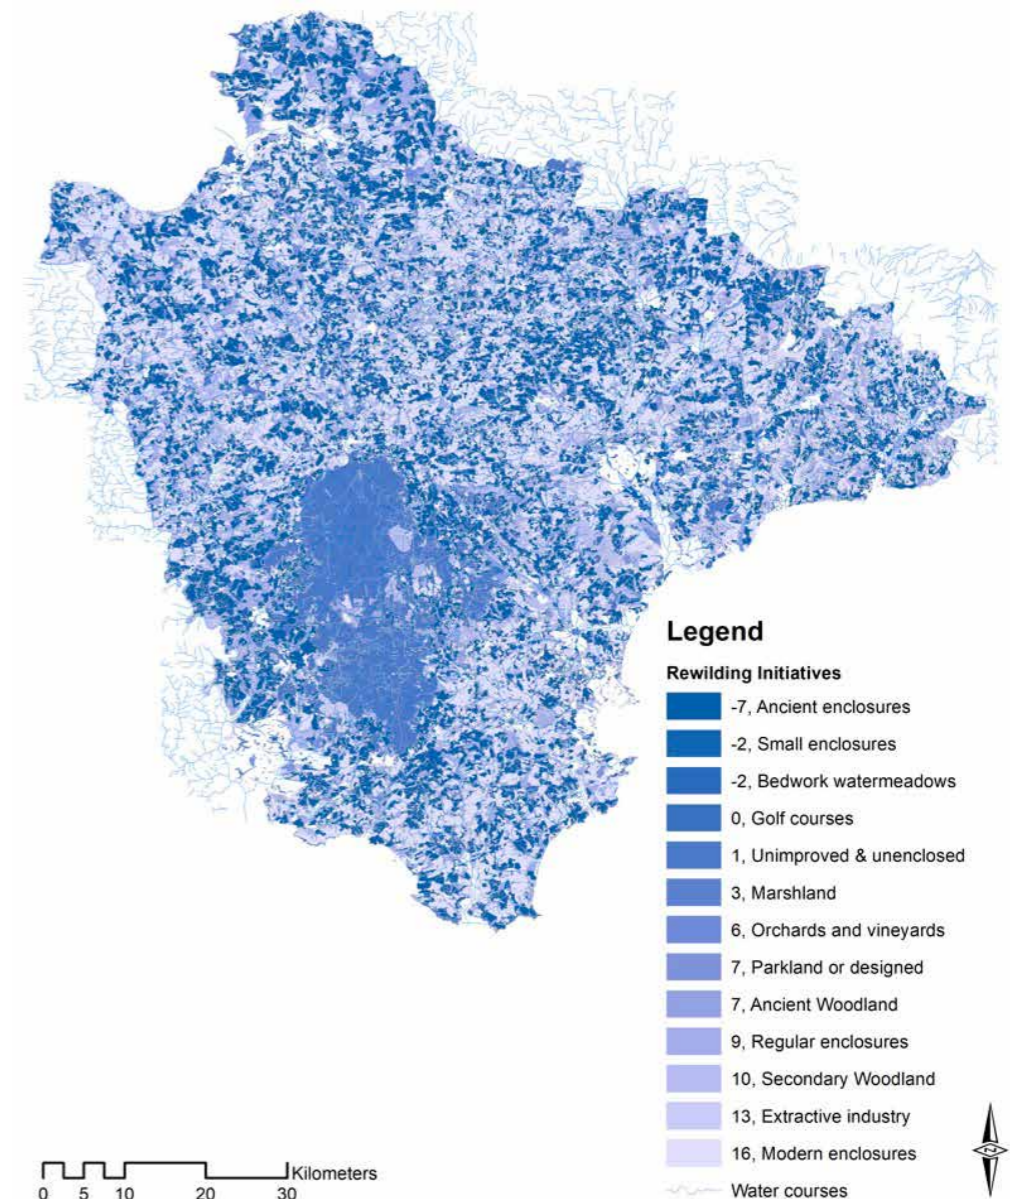 Legend
Rewilding Initiatives
-7, Ancient enclosures
-2, Small enclosures
-2, Bedwork watermeadows
0, Golf courses
1, Unimproved & unenclosed
3, Marshland
6, Orchards and vineyards
7, Parkland or designed
7, Ancient Woodland
9, Regular enclosures
10, Secondary Woodland
13, Extractive industry
16, Modern enclosures
Water courses
N
Kilometers
0 5 10 20 30